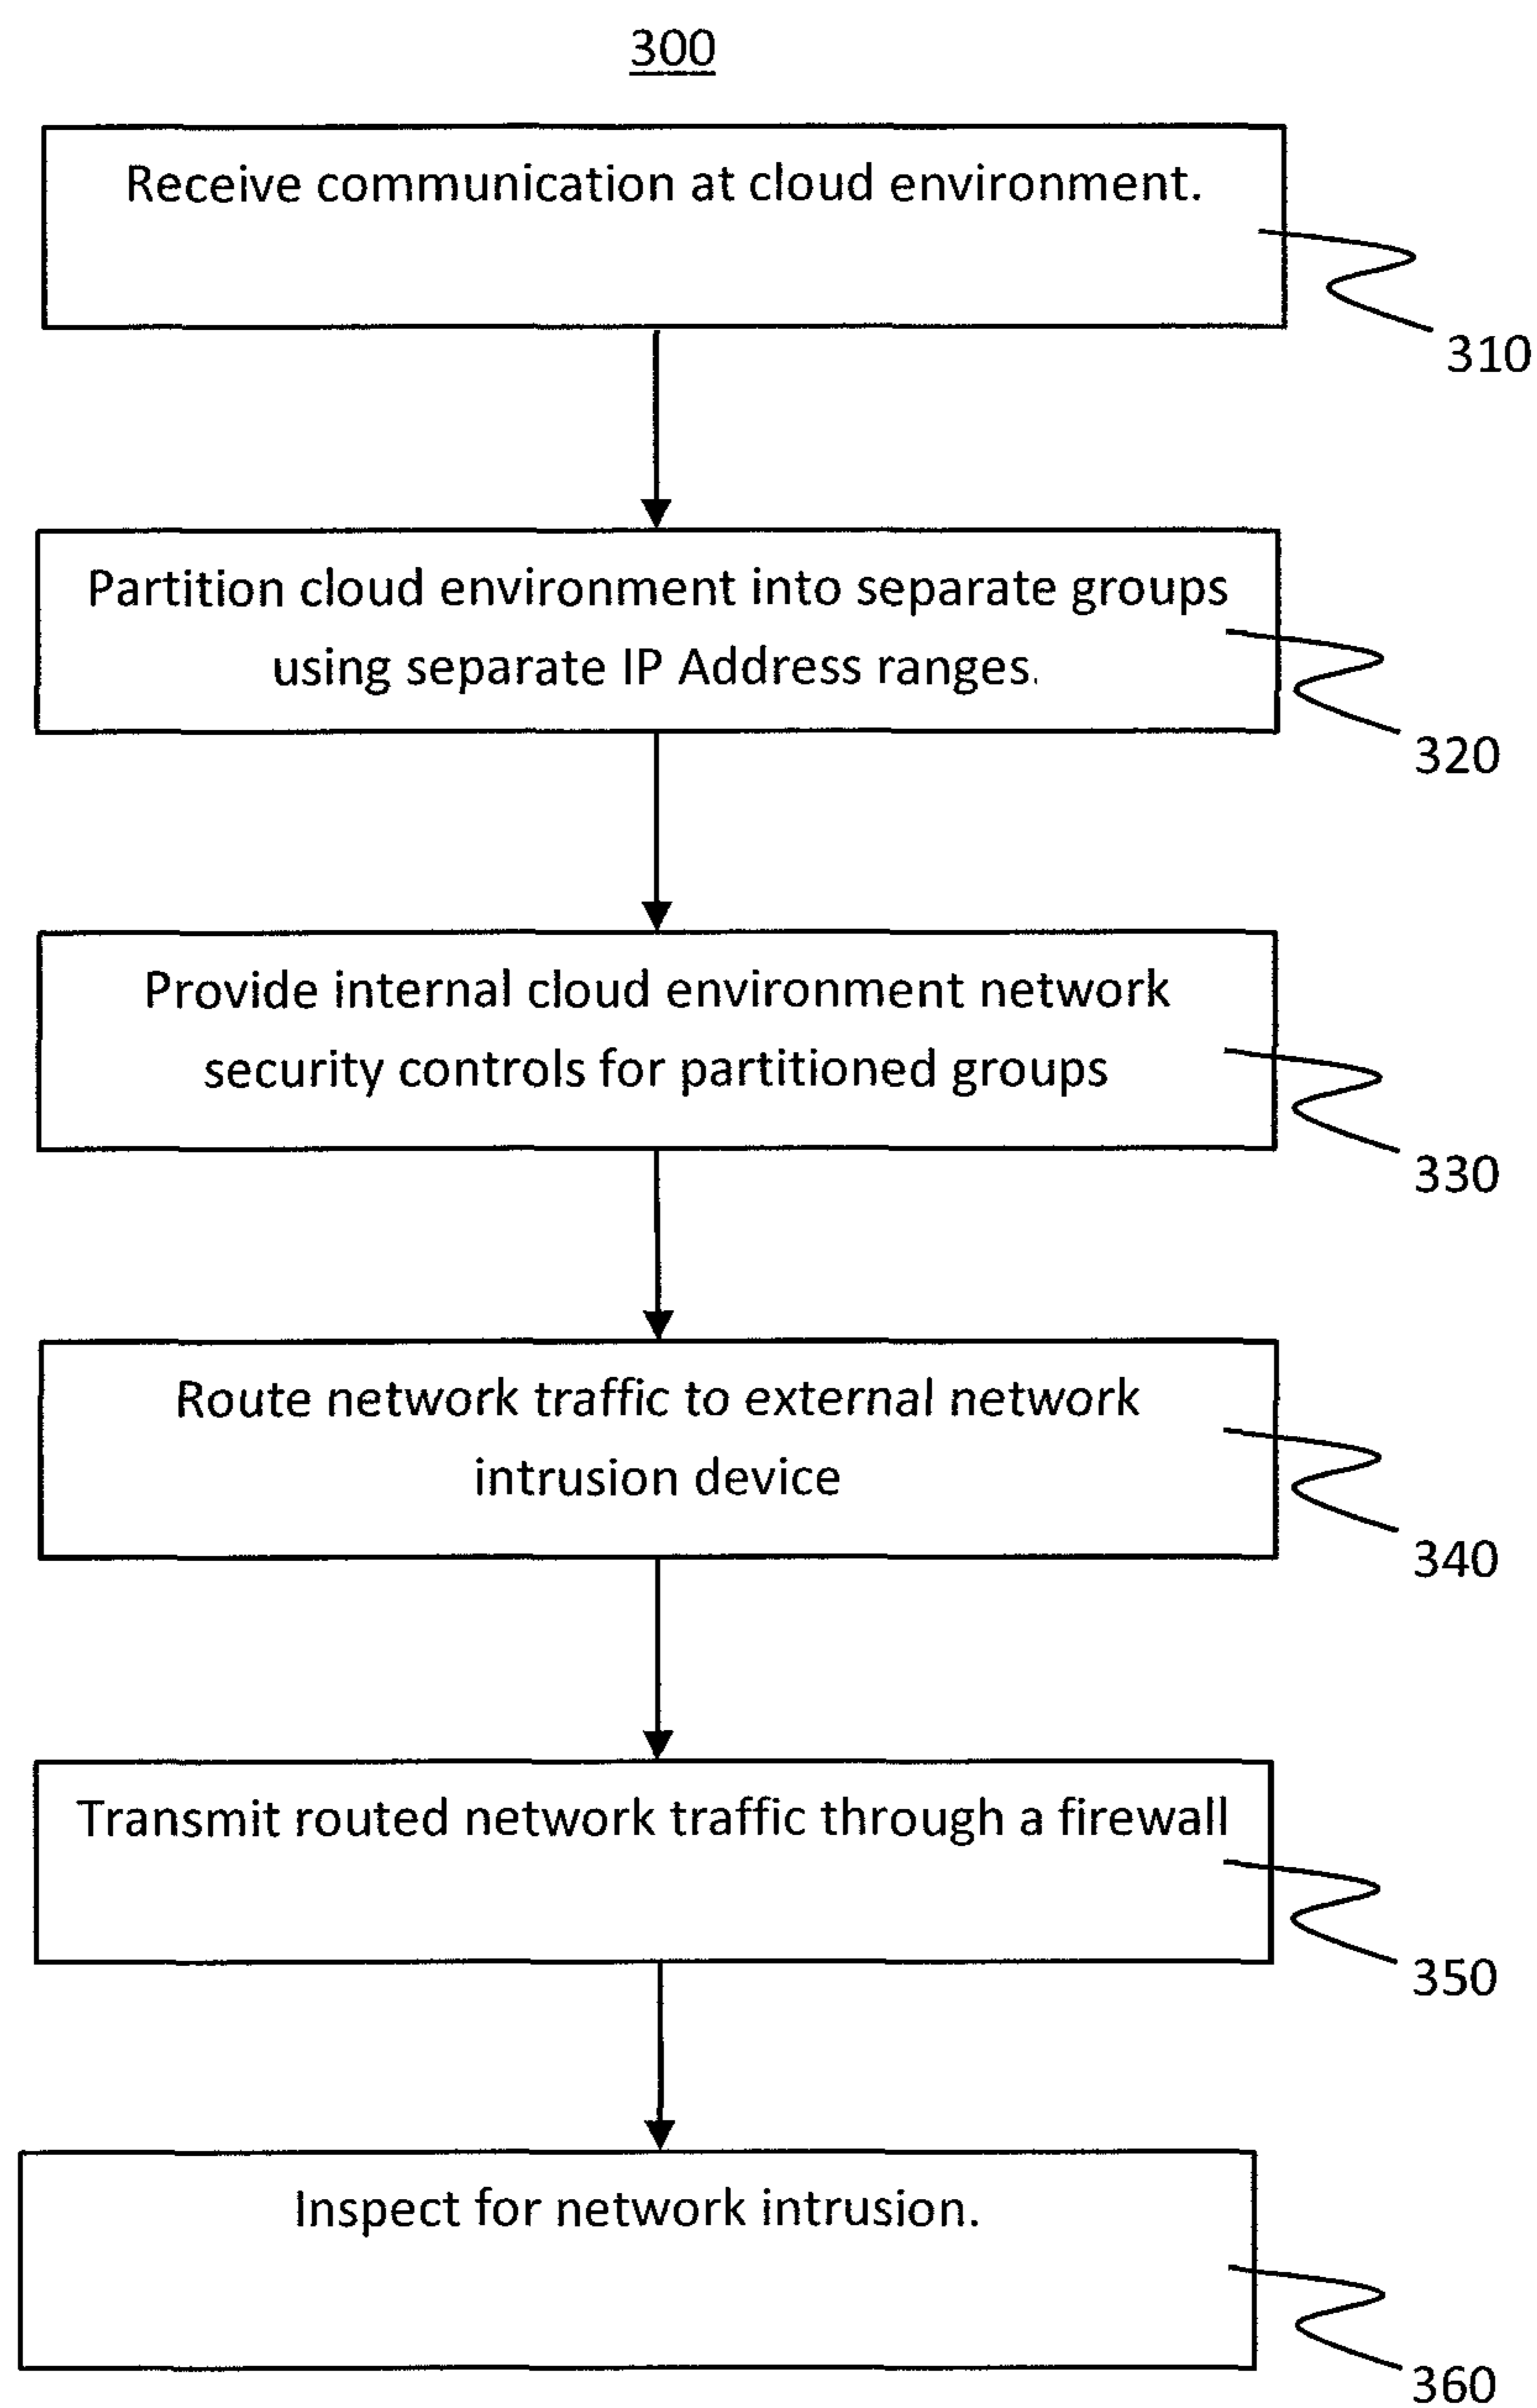 300
Receive communication at cloud environment.
310
Partition cloud environment into separate groups
using separate IP Address ranges.
320
Provide internal cloud environment network
security controls for partitioned groups
330
Route network traffic to external network
intrusion device
340
Transmit routed network traffic through a firewall
350
Inspect for network intrusion.
360